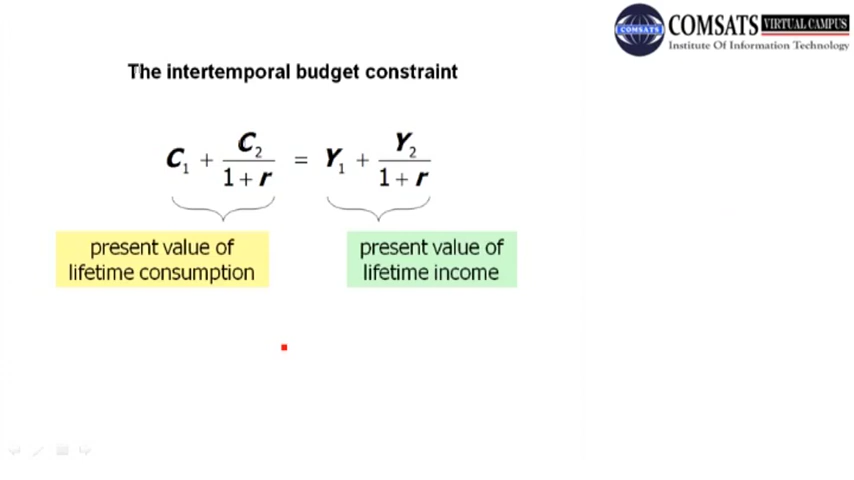 COMSATS VIRTUAL CAMPUS
COMSATS
Institute Of Information Technology
The intertemporal budget constraint
C₁ + C₂/(1 + r) = Y₁ + Y₂/(1 + r)
present value of
lifetime consumption
present value of
lifetime income